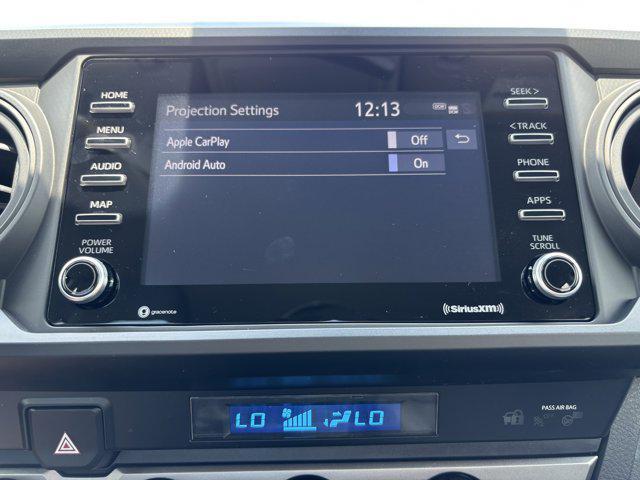 HOME
MENU
AUDIO
MAP
POWER
VOLUME
Projection Settings 12:13
Apple CarPlay Off
Android Auto On
SEEK >
< TRACK
PHONE
APPS
TUNE
SCROLL
gracenote
((SiriusXM))
LO LO
PASS AIR BAG